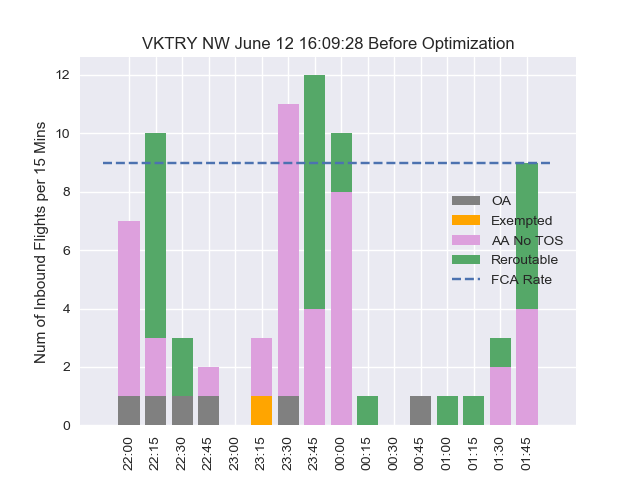 VKTRY NW June 12 16:09:28 Before Optimization
Num of Inbound Flights per 15 Mins
12
10
8
6
4
2
0
OA
Exempted
AA No TOS
Reroutable
FCA Rate
22:00 22:15 22:30 22:45 23:00 23:15 23:30 23:45 00:00 00:15 00:30 00:45 01:00 01:15 01:30 01:45